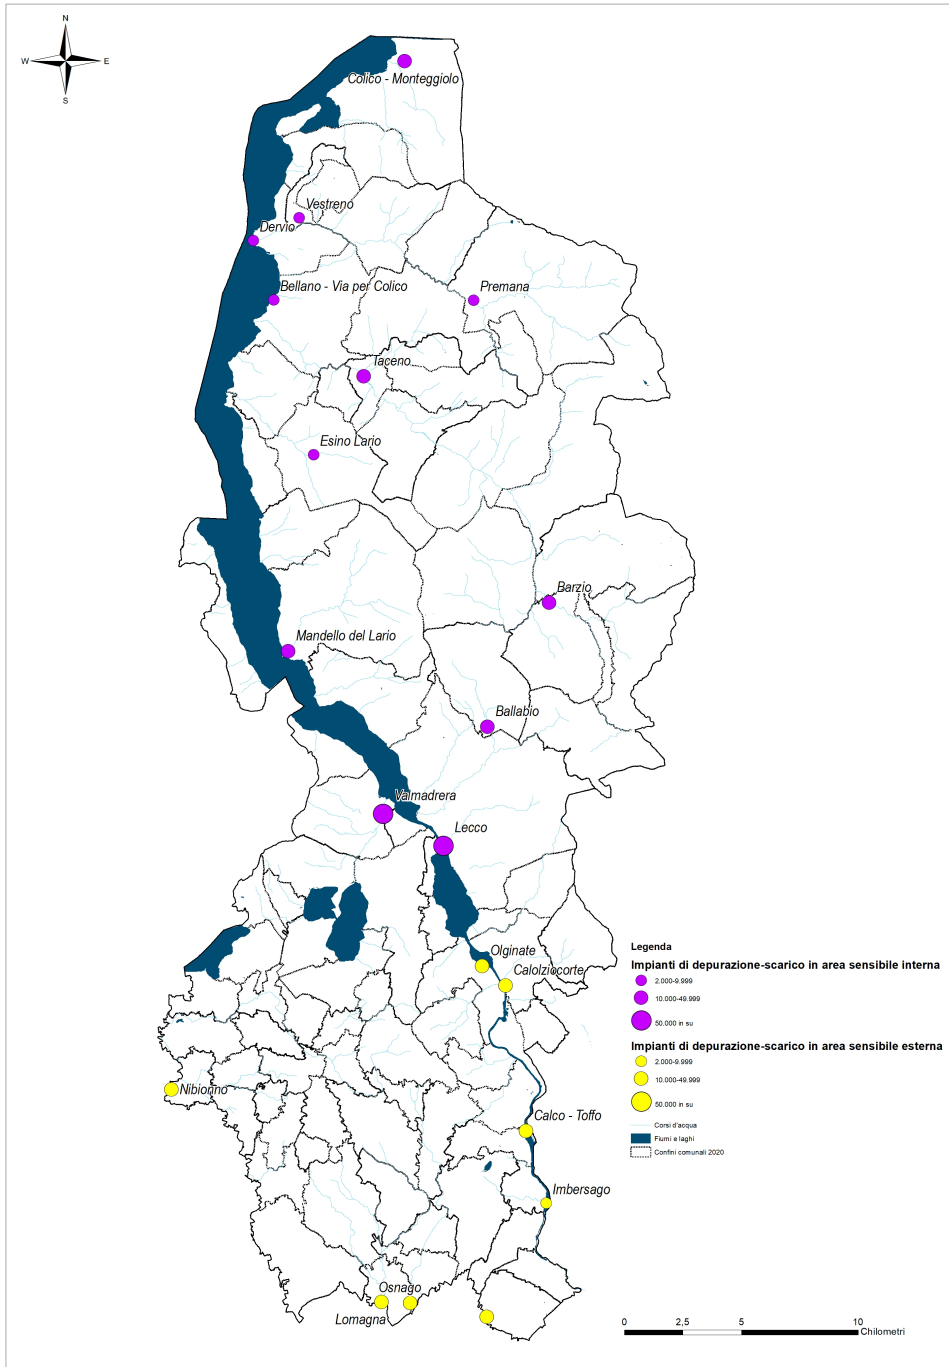 N
W
E
S
Colico - Monteggiolo
Vestreno
Dervio
Bellano - Via per Colico
Premana
Taceno
Esino Lario
Barzio
Mandello del Lario
Ballabio
Valmadrera
Lecco
Olginate
Calolziocorte
Nibionno
Calco - Toffo
Imbersago
Osnago
Lomagna
Legenda
Impianti di depurazione-scarico in area sensibile interna
2.000-9.999
10.000-49.999
50.000 in su
Impianti di depurazione-scarico in area sensibile esterna
2.000-9.999
10.000-49.999
50.000 in su
Corsi d'acqua
Fiumi e laghi
Confini comunali 2020
0 2,5 5 10
Chilometri